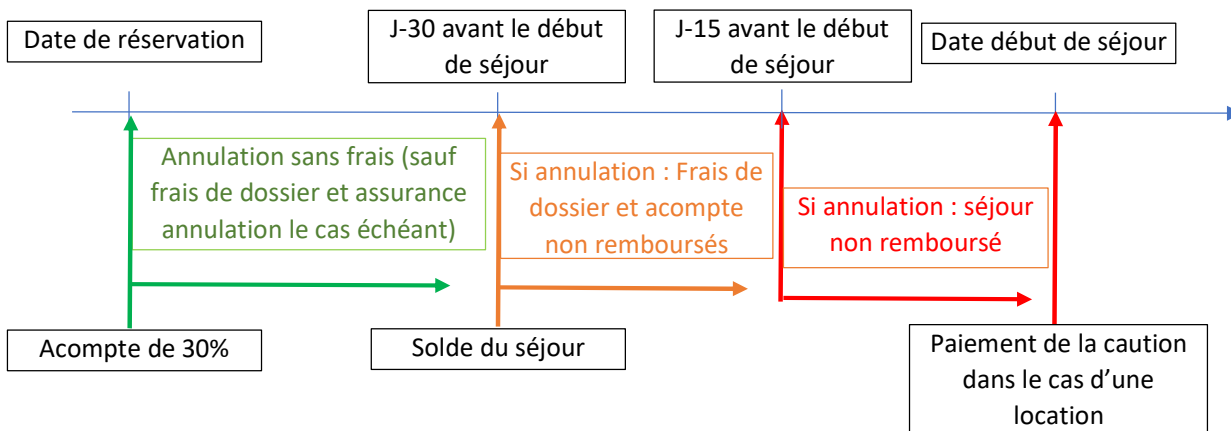 Date de réservation
J-30 avant le début
de séjour
J-15 avant le début
de séjour
Date début de séjour
Annulation sans frais (sauf
frais de dossier et assurance
annulation le cas échéant)
Si annulation : Frais de
dossier et acompte
non remboursés
Si annulation : séjour
non remboursé
Acompte de 30%
Solde du séjour
Paiement de la caution
dans le cas d’une
location